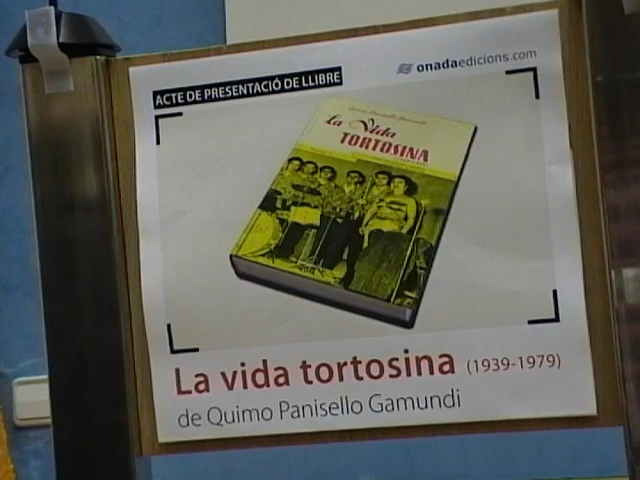 onadaedicions.com
ACTE DE PRESENTACIÓ DE LLIBRE
La Vida
TORTOSINA
La vida tortosina (1939-1979)
de Quimo Panisello Gamundi